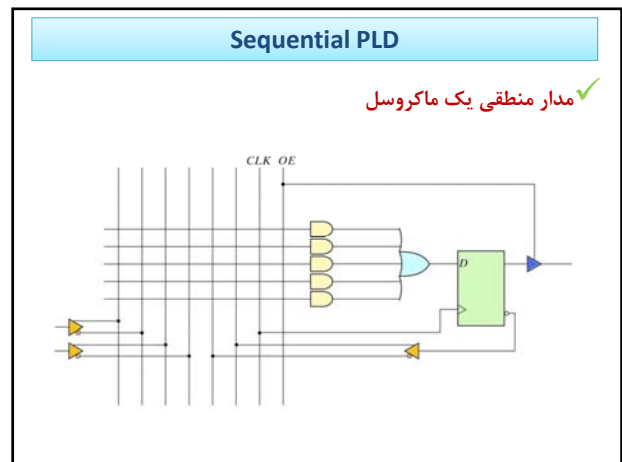 Sequential PLD
مدار منطقی یک ماکروسل
CLK OE
D